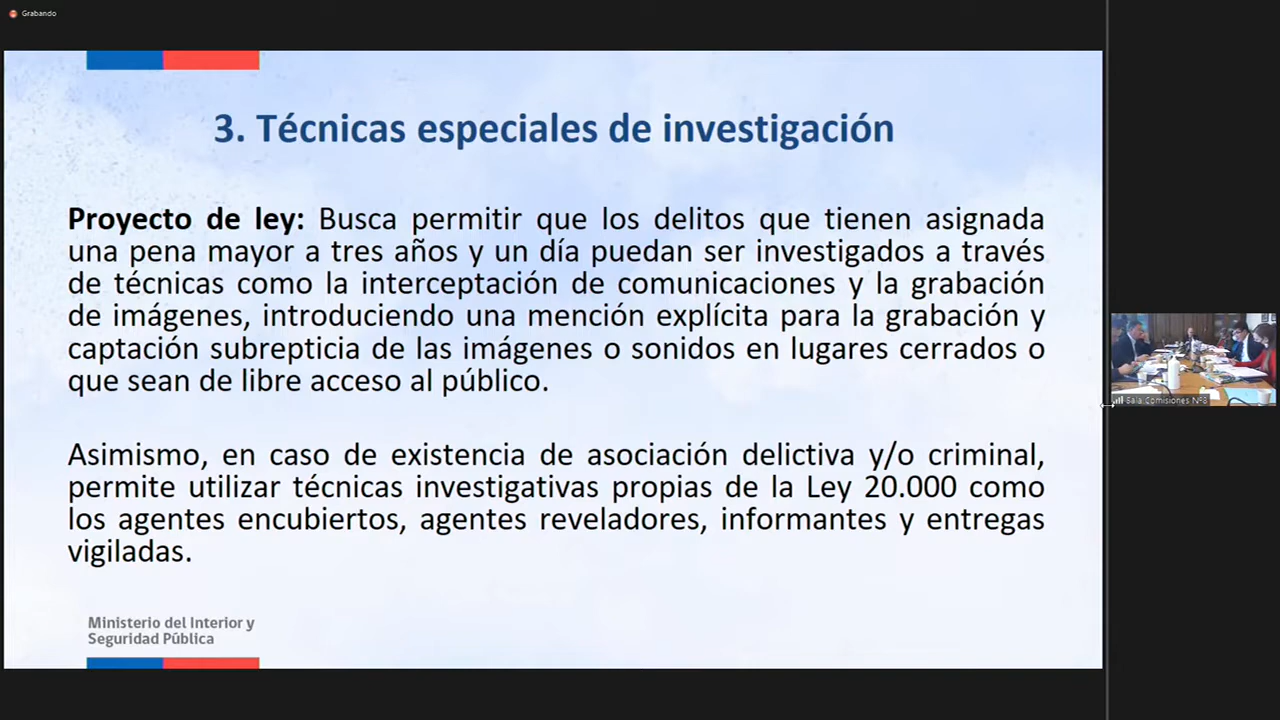 Grabando
3. Técnicas especiales de investigación
Proyecto de ley: Busca permitir que los delitos que tienen asignada
una pena mayor a tres años y un día puedan ser investigados a través
de técnicas como la interceptación de comunicaciones y la grabación
de imágenes, introduciendo una mención explícita para la grabación y
captación subrepticia de las imágenes o sonidos en lugares cerrados o
que sean de libre acceso al público.
Asimismo, en caso de existencia de asociación delictiva y/o criminal,
permite utilizar técnicas investigativas propias de la Ley 20.000 como
los agentes encubiertos, agentes reveladores, informantes y entregas
vigiladas.
Ministerio del Interior y
Seguridad Pública
Sala Comisiones N°8